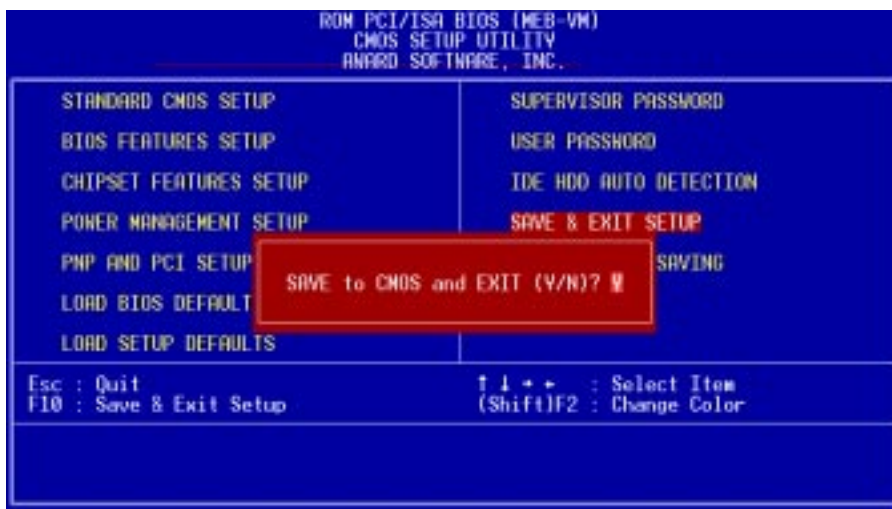 ROM PCI/ISA BIOS (MEB-VM)
CMOS SETUP UTILITY
AWARD SOFTWARE, INC.
STANDARD CMOS SETUP
BIOS FEATURES SETUP
CHIPSET FEATURES SETUP
POWER MANAGEMENT SETUP
PNP AND PCI SETUP
LOAD BIOS DEFAULT
LOAD SETUP DEFAULTS
SUPERVISOR PASSWORD
USER PASSWORD
IDE HDD AUTO DETECTION
SAVE & EXIT SETUP
SAVING
SAVE to CMOS and EXIT (Y/N)? Y
Esc : Quit
F10 : Save & Exit Setup
↑ ↓ → ← : Select Item
(Shift)F2 : Change Color